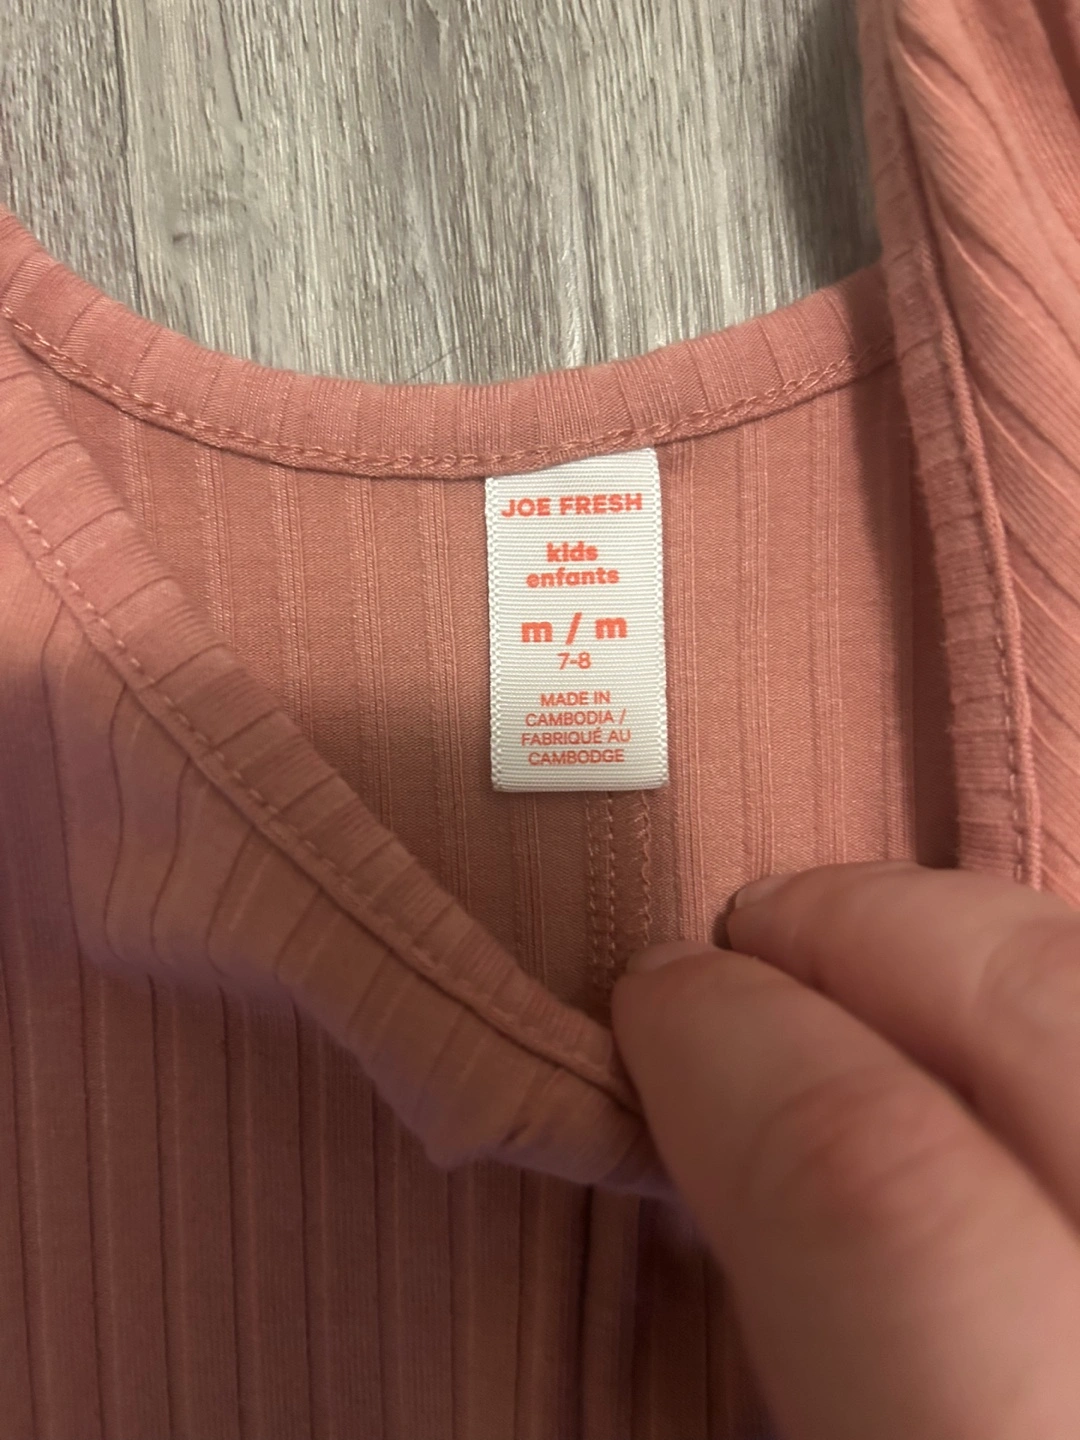 JOE FRESH
kids
enfants
m / m
7-8
MADE IN
CAMBODIA /
FABRIQUÉ AU
CAMBODGE